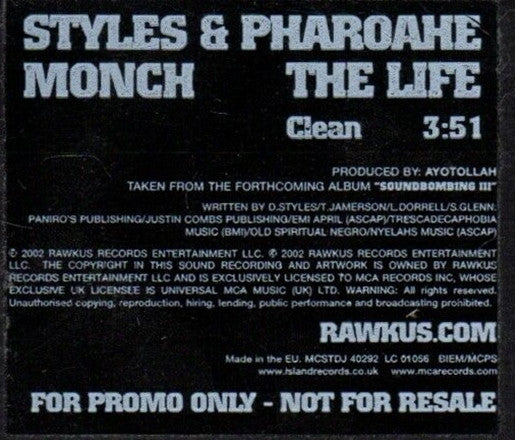 STYLES & PHAROAHE
MONCH THE LIFE
Clean 3:51
PRODUCED BY: AYOTOLLAH
TAKEN FROM THE FORTHCOMING ALBUM "SOUNDBOMBING III"
WRITTEN BY D.STYLES/T.JAMERSON/L.DORRELL/S.GLENN:
PANIRO'S PUBLISHING/JUSTIN COMBS PUBLISHING/EMI APRIL (ASCAP)/TRESCADECAPHOBIA
MUSIC (BMI)/OLD SPIRITUAL NEGRO/NYELAHS MUSIC (ASCAP)
℗ 2002 RAWKUS RECORDS ENTERTAINMENT LLC. © 2002 RAWKUS RECORDS ENTERTAINMENT
LLC. THE COPYRIGHT IN THIS SOUND RECORDING AND ARTWORK IS OWNED BY RAWKUS
RECORDS ENTERTAINMENT LLC AND IS EXCLUSIVELY LICENSED TO MCA RECORDS INC, WHOSE
EXCLUSIVE UK LICENSEE IS UNIVERSAL MCA MUSIC (UK) LTD. WARNING: All rights reserved.
Unauthorised copying, reproduction, hiring, lending, public performance and broadcasting prohibited.
RAWKUS.COM
Made in the EU. MCSTDJ 40292 LC 01056 BIEM/MCPS
www.islandrecords.co.uk www.mcarecords.com
FOR PROMO ONLY - NOT FOR RESALE